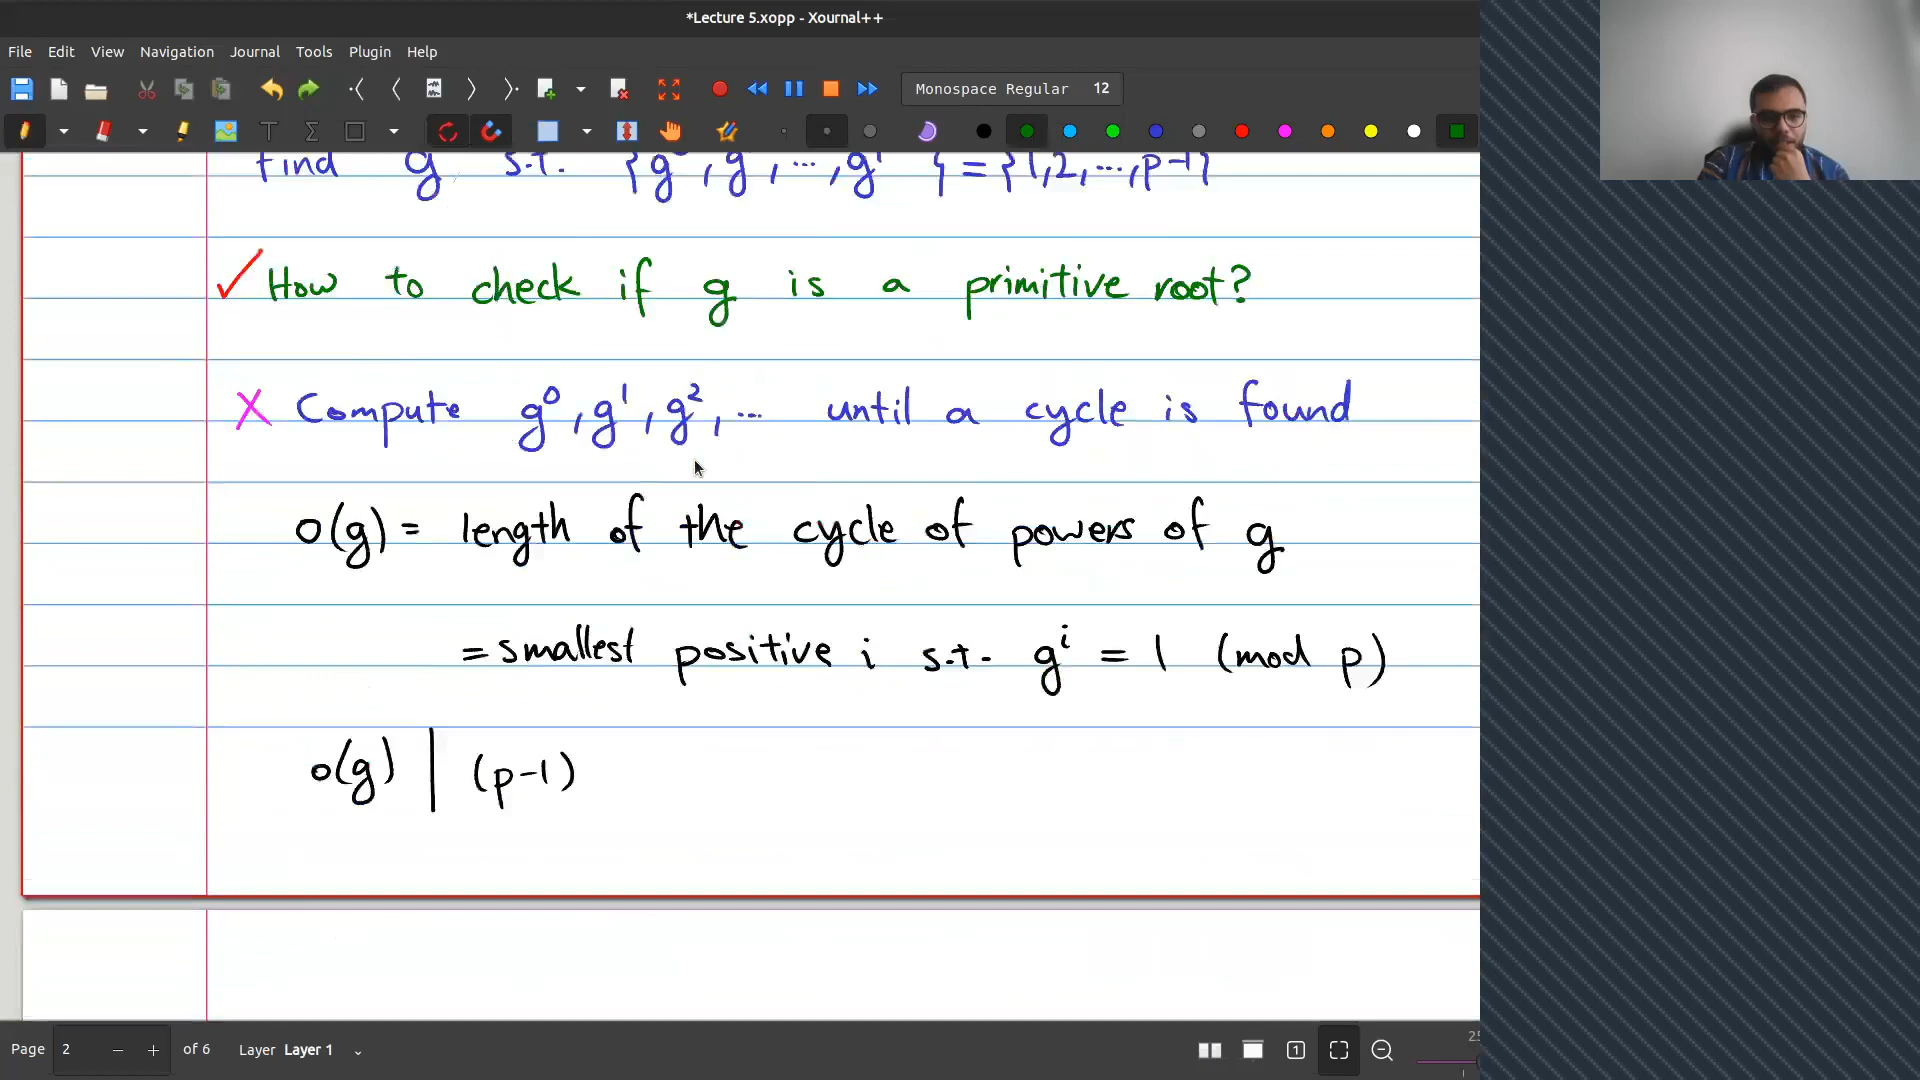 *Lecture 5.xopp - Xournal++
File Edit View Navigation Journal Tools Plugin Help
Monospace Regular 12
Find g s.t. {g , g , ..., g } = {1,2,...,p-1}
✓ How to check if g is a primitive root?
X Compute g⁰, g¹, g², ... until a cycle is found
o(g) = length of the cycle of powers of g
= smallest positive i s.t. gⁱ = 1 (mod p)
o(g) | (p-1)
Page 2 − + of 6 Layer Layer 1